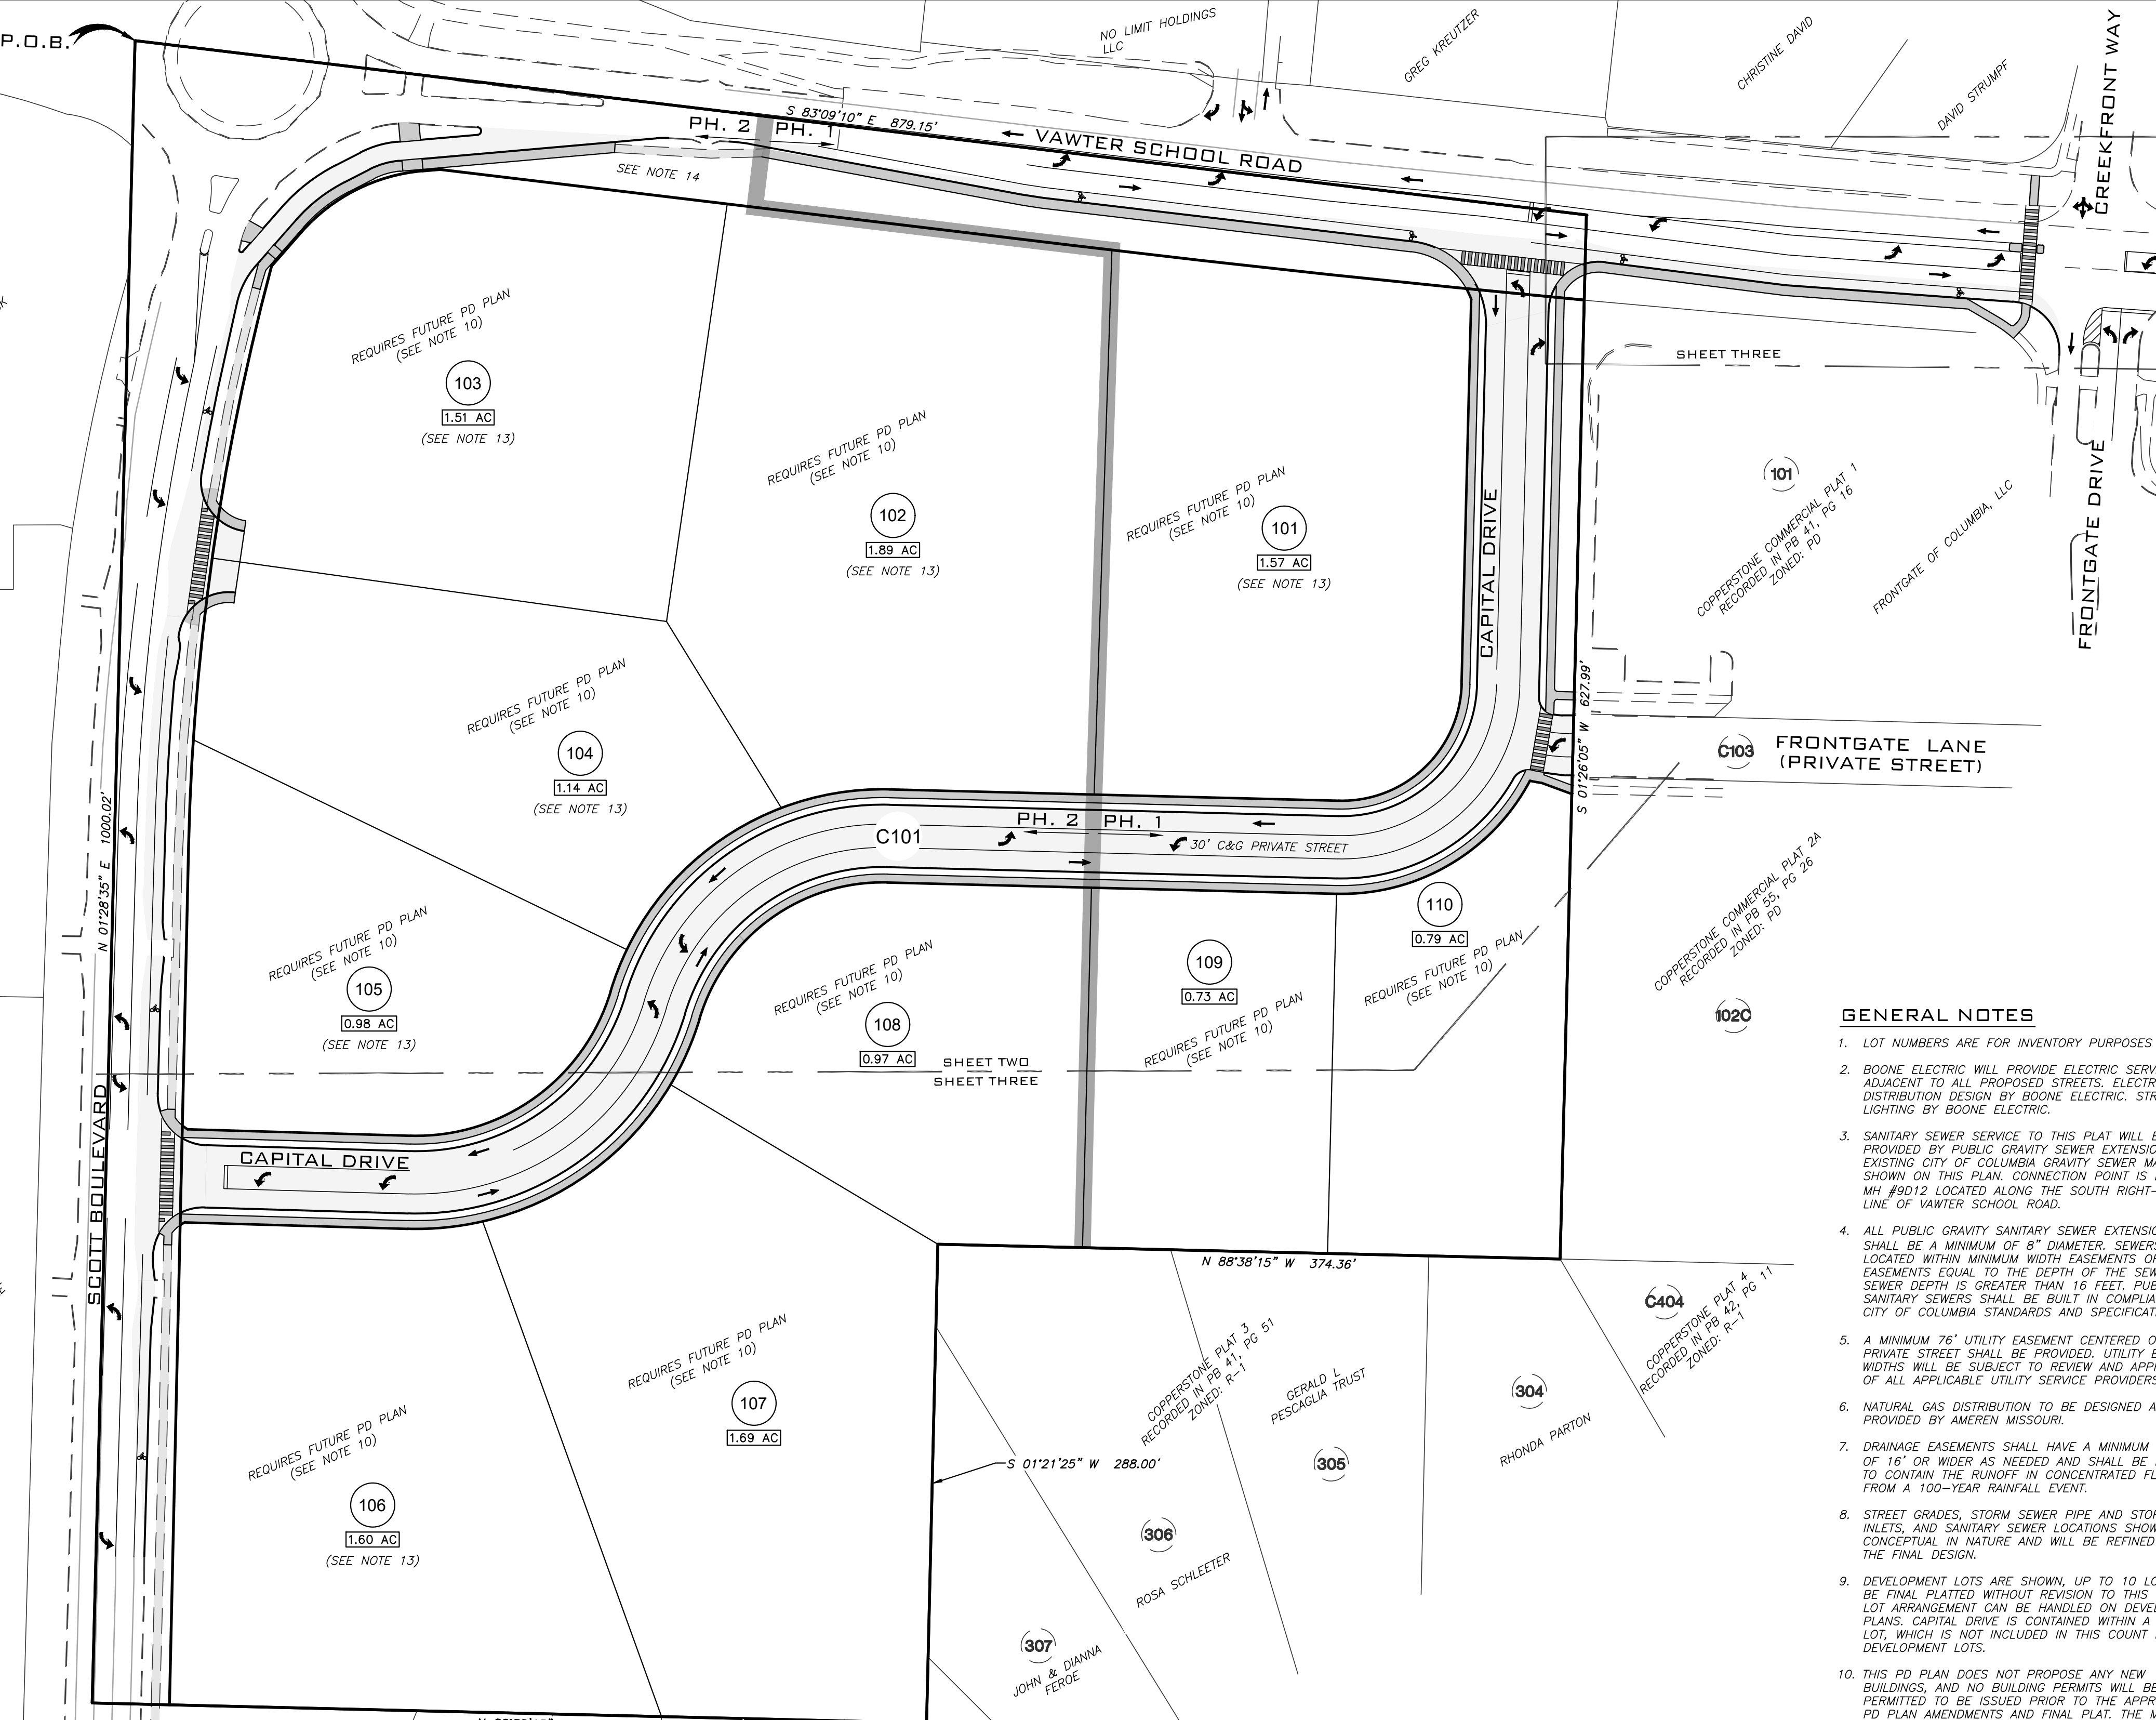 P.O.B.
NO LIMIT HOLDINGS
LLC
GREG KREUTZER
CHRISTINE DAVID
DAVID STRUMPF
CREEKFRONT WAY
S 83°09'10" E 879.15'
PH. 2 PH. 1
VAWTER SCHOOL ROAD
SEE NOTE 14
SHEET THREE
REQUIRES FUTURE PD PLAN
(SEE NOTE 10)
103
1.51 AC
(SEE NOTE 13)
REQUIRES FUTURE PD PLAN
(SEE NOTE 10)
102
1.89 AC
(SEE NOTE 13)
REQUIRES FUTURE PD PLAN
(SEE NOTE 10)
101
1.57 AC
(SEE NOTE 13)
CAPITAL DRIVE
101
COPPERSTONE COMMERCIAL PLAT 1
RECORDED IN PB 41, PG 16
ZONED: PD
FRONTGATE OF COLUMBIA, LLC
FRONTGATE DRIVE
S 01°26'05" W 627.99'
C103
FRONTGATE LANE
(PRIVATE STREET)
REQUIRES FUTURE PD PLAN
(SEE NOTE 10)
104
1.14 AC
(SEE NOTE 13)
C101
PH. 2 PH. 1
30' C&G PRIVATE STREET
N 01°28'35" E 1000.02'
REQUIRES FUTURE PD PLAN
(SEE NOTE 10)
105
0.98 AC
(SEE NOTE 13)
REQUIRES FUTURE PD PLAN
(SEE NOTE 10)
108
0.97 AC
109
0.73 AC
REQUIRES FUTURE PD PLAN
(SEE NOTE 10)
110
0.79 AC
REQUIRES FUTURE PD PLAN
(SEE NOTE 10)
COPPERSTONE COMMERCIAL PLAT 2A
RECORDED IN PB 55, PG 26
ZONED: PD
102C
SHEET TWO
SHEET THREE
SCOTT BOULEVARD
CAPITAL DRIVE
N 88°38'15" W 374.36'
C404
COPPERSTONE PLAT 4
RECORDED IN PB 42, PG 11
ZONED: R-1
COPPERSTONE PLAT 3
RECORDED IN PB 41, PG 51
ZONED: R-1
GERALD L
PESCAGLIA TRUST
305
304
RHONDA PARTON
S 01°21'25" W 288.00'
306
ROSA SCHLEETER
307
JOHN & DIANNA
FEROE
REQUIRES FUTURE PD PLAN
(SEE NOTE 10)
107
1.69 AC
REQUIRES FUTURE PD PLAN
(SEE NOTE 10)
106
1.60 AC
(SEE NOTE 13)
GENERAL NOTES
1. LOT NUMBERS ARE FOR INVENTORY PURPOSES
2. BOONE ELECTRIC WILL PROVIDE ELECTRIC SERV
ADJACENT TO ALL PROPOSED STREETS. ELECTR
DISTRIBUTION DESIGN BY BOONE ELECTRIC. STR
LIGHTING BY BOONE ELECTRIC.
3. SANITARY SEWER SERVICE TO THIS PLAT WILL B
PROVIDED BY PUBLIC GRAVITY SEWER EXTENSIO
EXISTING CITY OF COLUMBIA GRAVITY SEWER MA
SHOWN ON THIS PLAN. CONNECTION POINT IS
MH #9D12 LOCATED ALONG THE SOUTH RIGHT-
LINE OF VAWTER SCHOOL ROAD.
4. ALL PUBLIC GRAVITY SANITARY SEWER EXTENSIO
SHALL BE A MINIMUM OF 8" DIAMETER. SEWERS
LOCATED WITHIN MINIMUM WIDTH EASEMENTS OF
EASEMENTS EQUAL TO THE DEPTH OF THE SEW
SEWER DEPTH IS GREATER THAN 16 FEET. PUB
SANITARY SEWERS SHALL BE BUILT IN COMPLIA
CITY OF COLUMBIA STANDARDS AND SPECIFICAT
5. A MINIMUM 76' UTILITY EASEMENT CENTERED O
PRIVATE STREET SHALL BE PROVIDED. UTILITY E
WIDTHS WILL BE SUBJECT TO REVIEW AND APP
OF ALL APPLICABLE UTILITY SERVICE PROVIDERS
6. NATURAL GAS DISTRIBUTION TO BE DESIGNED A
PROVIDED BY AMEREN MISSOURI.
7. DRAINAGE EASEMENTS SHALL HAVE A MINIMUM
OF 16' OR WIDER AS NEEDED AND SHALL BE
TO CONTAIN THE RUNOFF IN CONCENTRATED FL
FROM A 100-YEAR RAINFALL EVENT.
8. STREET GRADES, STORM SEWER PIPE AND STO
INLETS, AND SANITARY SEWER LOCATIONS SHOW
CONCEPTUAL IN NATURE AND WILL BE REFINED
THE FINAL DESIGN.
9. DEVELOPMENT LOTS ARE SHOWN, UP TO 10 LO
BE FINAL PLATTED WITHOUT REVISION TO THIS
LOT ARRANGEMENT CAN BE HANDLED ON DEVEL
PLANS. CAPITAL DRIVE IS CONTAINED WITHIN A
LOT, WHICH IS NOT INCLUDED IN THIS COUNT
DEVELOPMENT LOTS.
10. THIS PD PLAN DOES NOT PROPOSE ANY NEW
BUILDINGS, AND NO BUILDING PERMITS WILL BE
PERMITTED TO BE ISSUED PRIOR TO THE APPR
PD PLAN AMENDMENTS AND FINAL PLAT. THE M